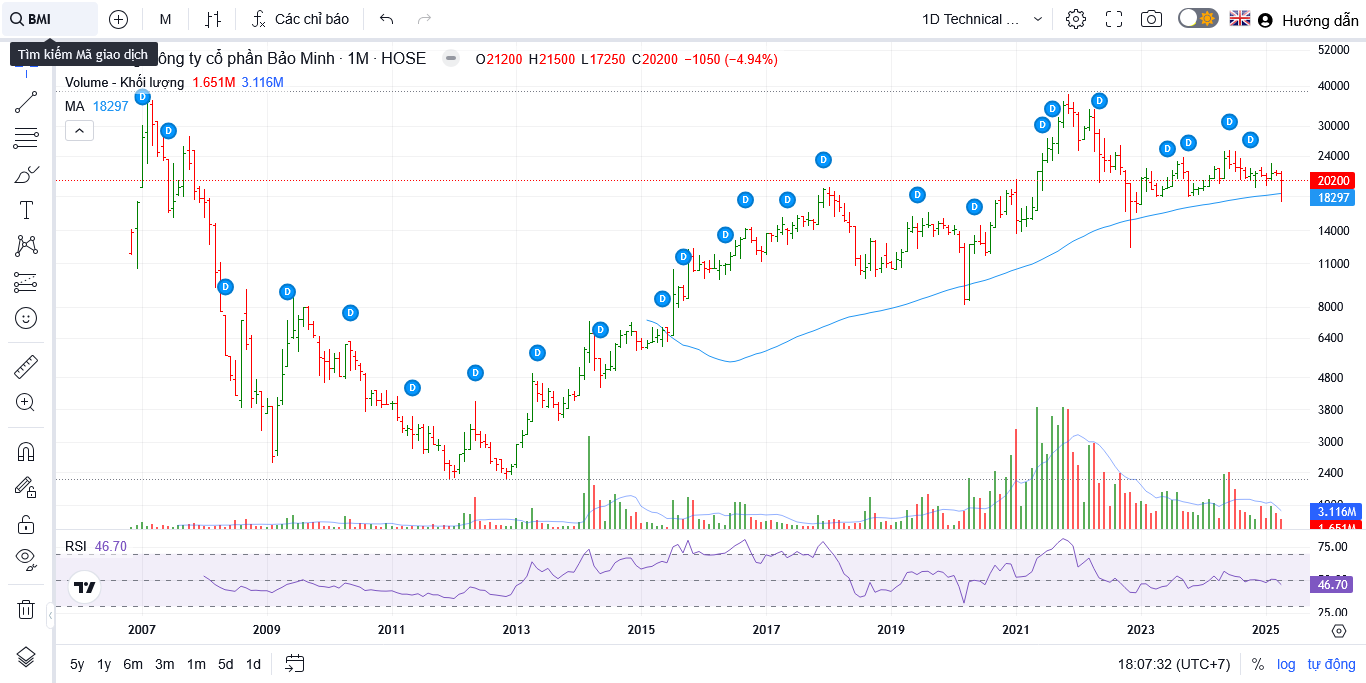 BMI M Các chỉ báo 1D Technical ... Hướng dẫn
Tìm kiếm Mã giao dịch
ông ty cổ phần Bảo Minh · 1M · HOSE O21200 H21500 L17250 C20200 −1050 (−4.94%)
Volume - Khối lượng 1.651M 3.116M
MA 18297
D D D D D D D D D D D D D D D D D D D D D D D D
52000
40000
30000
24000
20200
18297
14000
11000
8000
6400
4800
3800
3000
2400
3.116M
1.651M
RSI 46.70
75.00
46.70
25.00
2007 2009 2011 2013 2015 2017 2019 2021 2023 2025
5y 1y 6m 3m 1m 5d 1d 18:07:32 (UTC+7) % log tự động